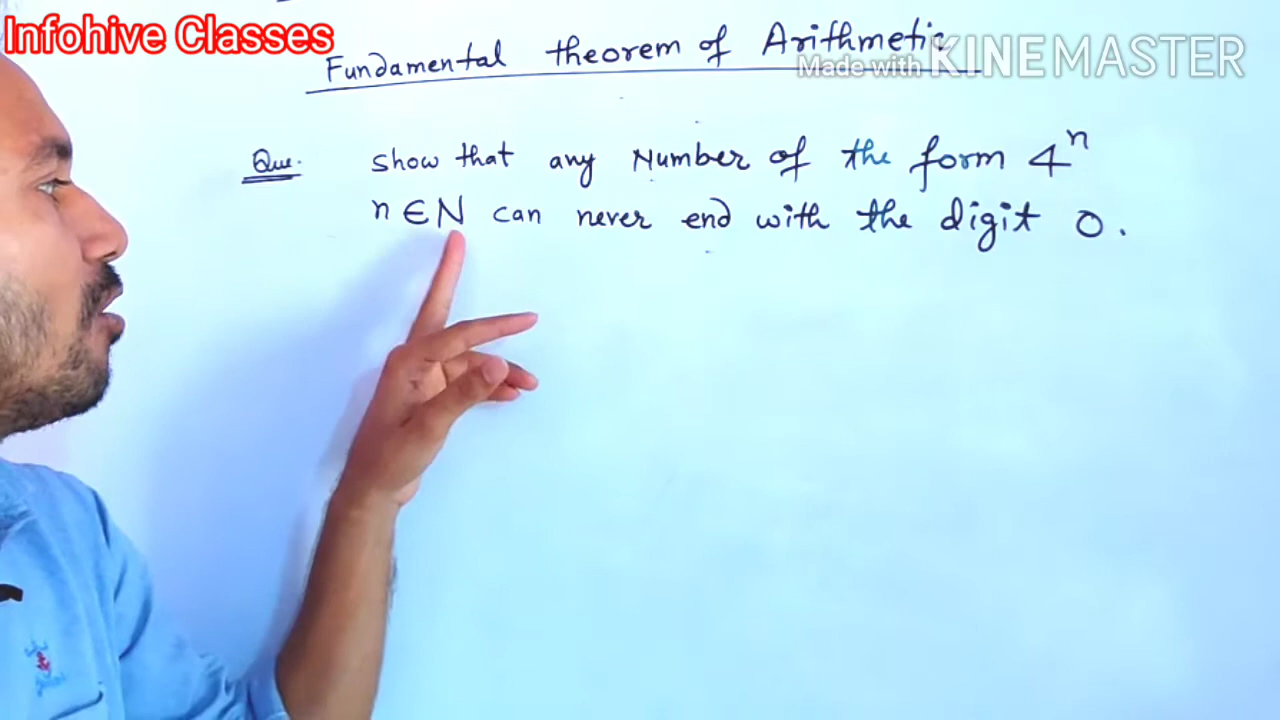 Infohive Classes
Fundamental theorem of Arithmetic
Made with KINEMASTER
Que. show that any Number of the form 4^n
n ∈ N can never end with the digit 0.